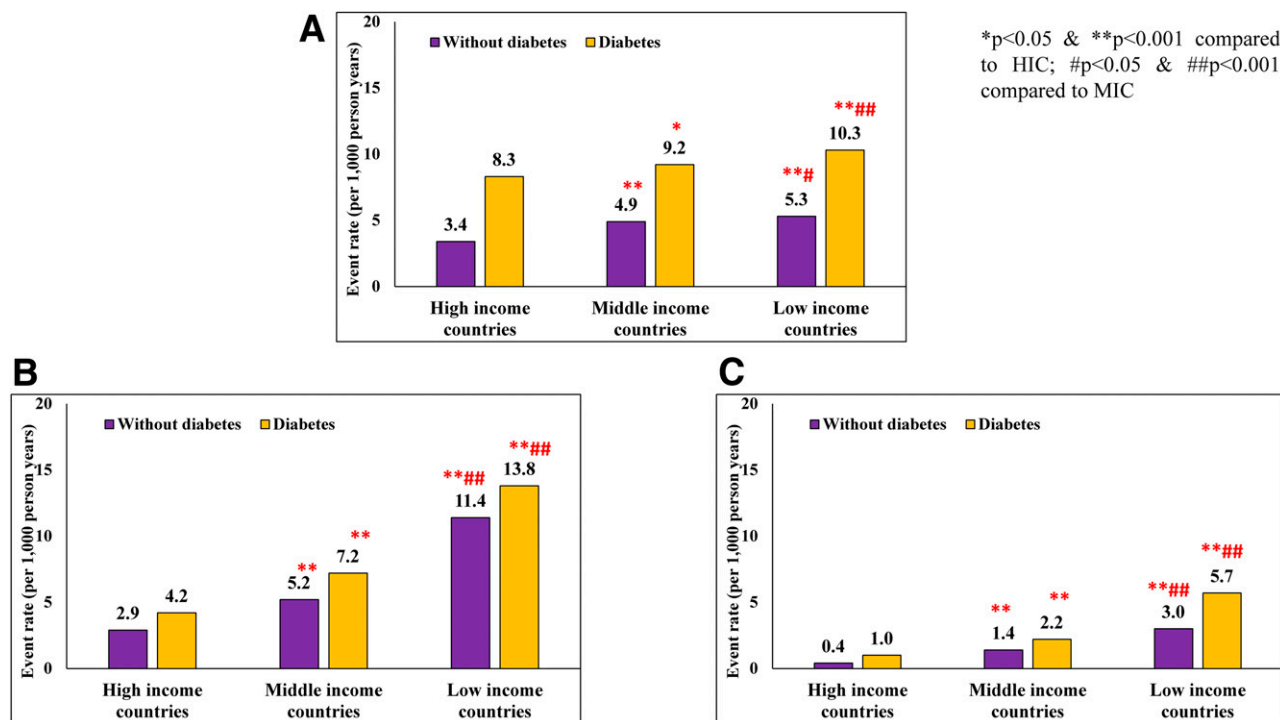 A
*p<0.05 & **p<0.001 compared
to HIC; #p<0.05 & ##p<0.001
compared to MIC
Event rate (per 1,000 person years)
20
15
10
5
0
Without diabetes Diabetes
3.4
8.3
**
4.9
*
9.2
**#
5.3
**##
10.3
High income
countries
Middle income
countries
Low income
countries
B
Event rate (per 1,000 person years)
20
15
10
5
0
Without diabetes Diabetes
2.9
4.2
**
5.2
**
7.2
**##
11.4
**##
13.8
High income
countries
Middle income
countries
Low income
countries
C
Event rate (per 1,000 person years)
20
15
10
5
0
Without diabetes Diabetes
0.4
1.0
**
1.4
**
2.2
**##
3.0
**##
5.7
High income
countries
Middle income
countries
Low income
countries